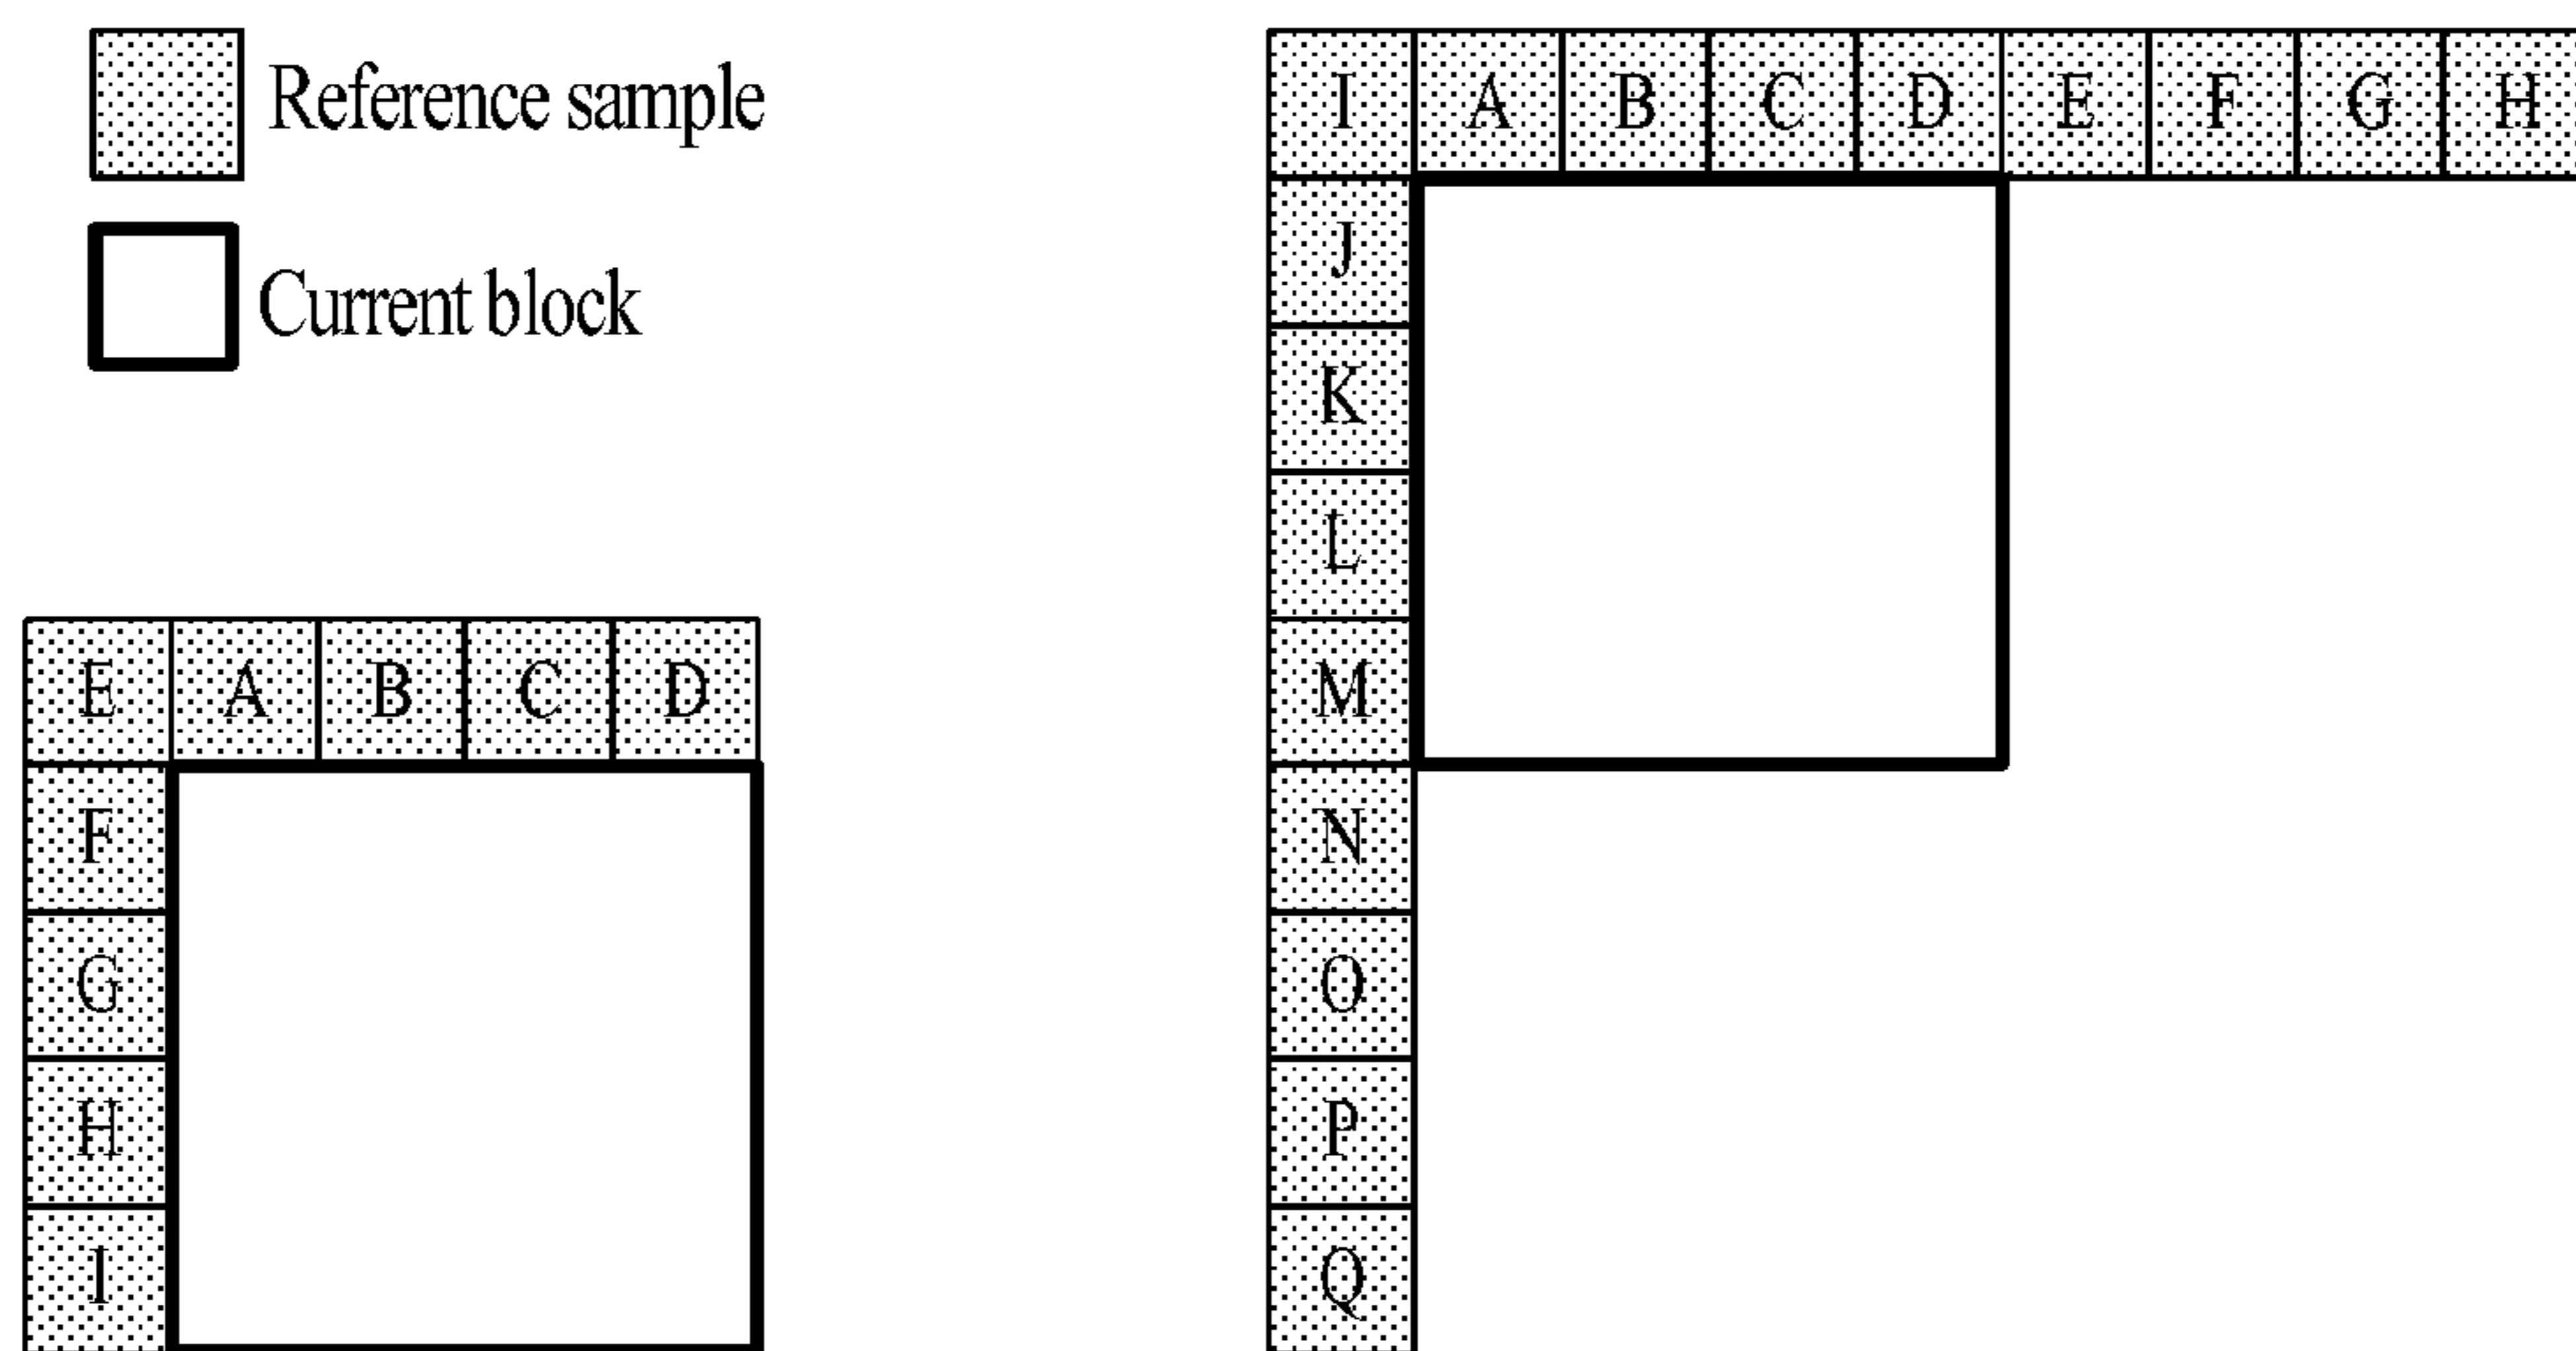 Reference sample
Current block
I A B C D E F G H
J
K
L
M
N
O
P
Q
E A B C D
F
G
H
I